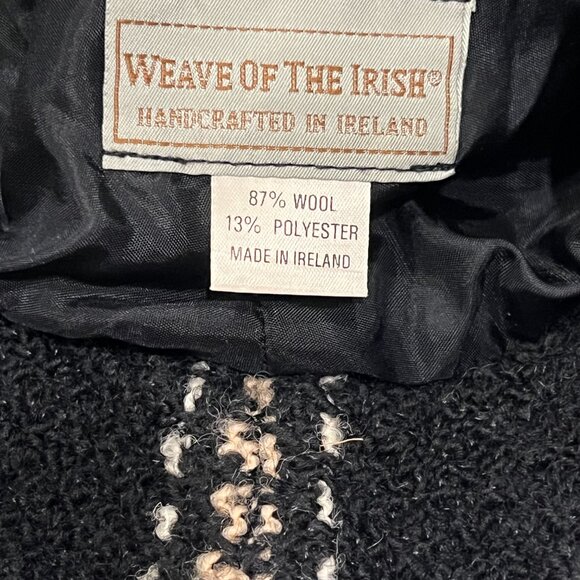 WEAVE OF THE IRISH®
HANDCRAFTED IN IRELAND
87% WOOL
13% POLYESTER
MADE IN IRELAND